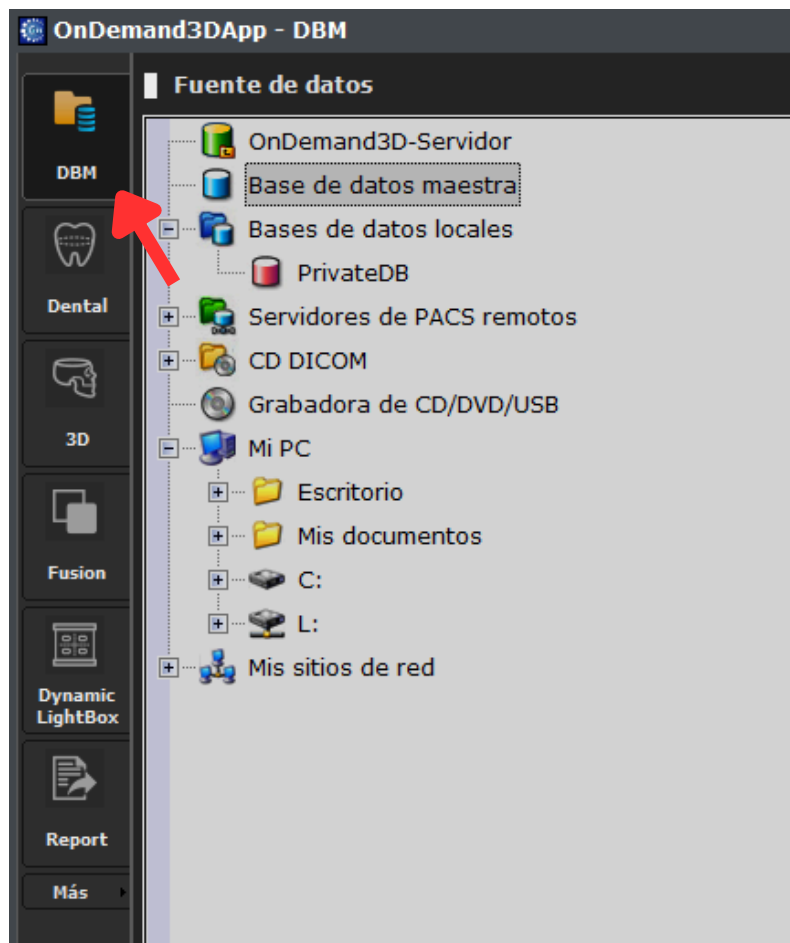 OnDemand3DApp - DBM
DBM
Dental
3D
Fusion
Dynamic
LightBox
Report
Más
Fuente de datos
OnDemand3D-Servidor
Base de datos maestra
Bases de datos locales
PrivateDB
Servidores de PACS remotos
CD DICOM
Grabadora de CD/DVD/USB
Mi PC
Escritorio
Mis documentos
C:
L:
Mis sitios de red